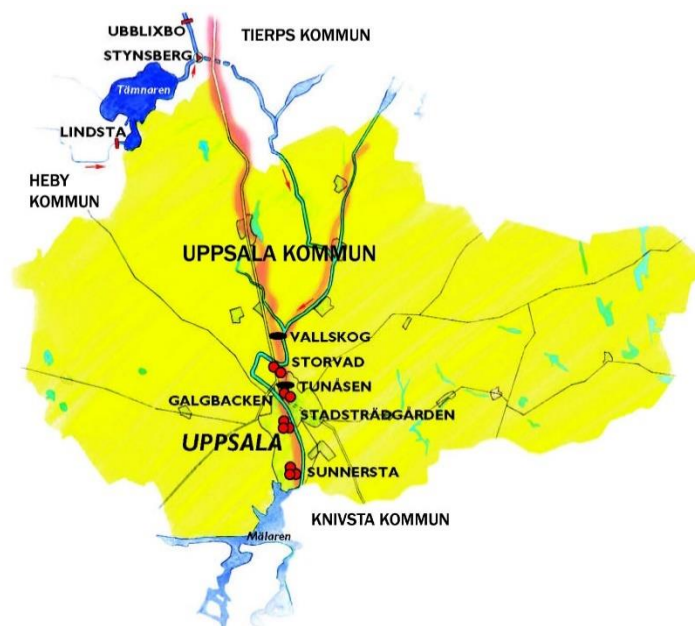 UBBLIXBO
TIERPS KOMMUN
STYNSBERG
Tämnaren
LINDSTA
HEBY
KOMMUN
UPPSALA KOMMUN
VALLSKOG
STORVAD
TUNÅSEN
GALGBACKEN
STADSTRÄDGÅRDEN
UPPSALA
SUNNERSTA
KNIVSTA KOMMUN
Mälaren